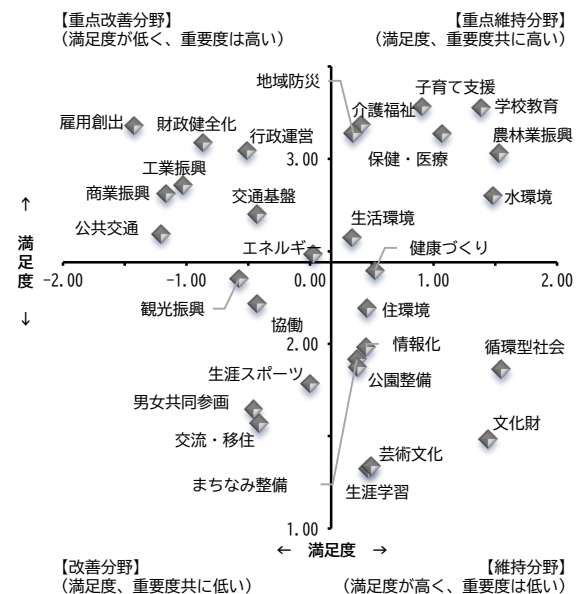 【重点改善分野】
（満足度が低く、重要度は高い）
【重点維持分野】
（満足度、重要度共に高い）
地域防災
子育て支援
介護福祉
学校教育
雇用創出
財政健全化
行政運営
農林業振興
3.00
保健・医療
工業振興
商業振興
交通基盤
水環境
公共交通
生活環境
エネルギー
健康づくり
↑
満足度
↓
-2.00
-1.00
0.00
1.00
2.00
観光振興
協働
住環境
2.00
情報化
循環型社会
生涯スポーツ
公園整備
男女共同参画
文化財
交流・移住
芸術文化
まちなみ整備
生涯学習
1.00
← 満足度 →
【改善分野】
（満足度、重要度共に低い）
【維持分野】
（満足度が高く、重要度は低い）